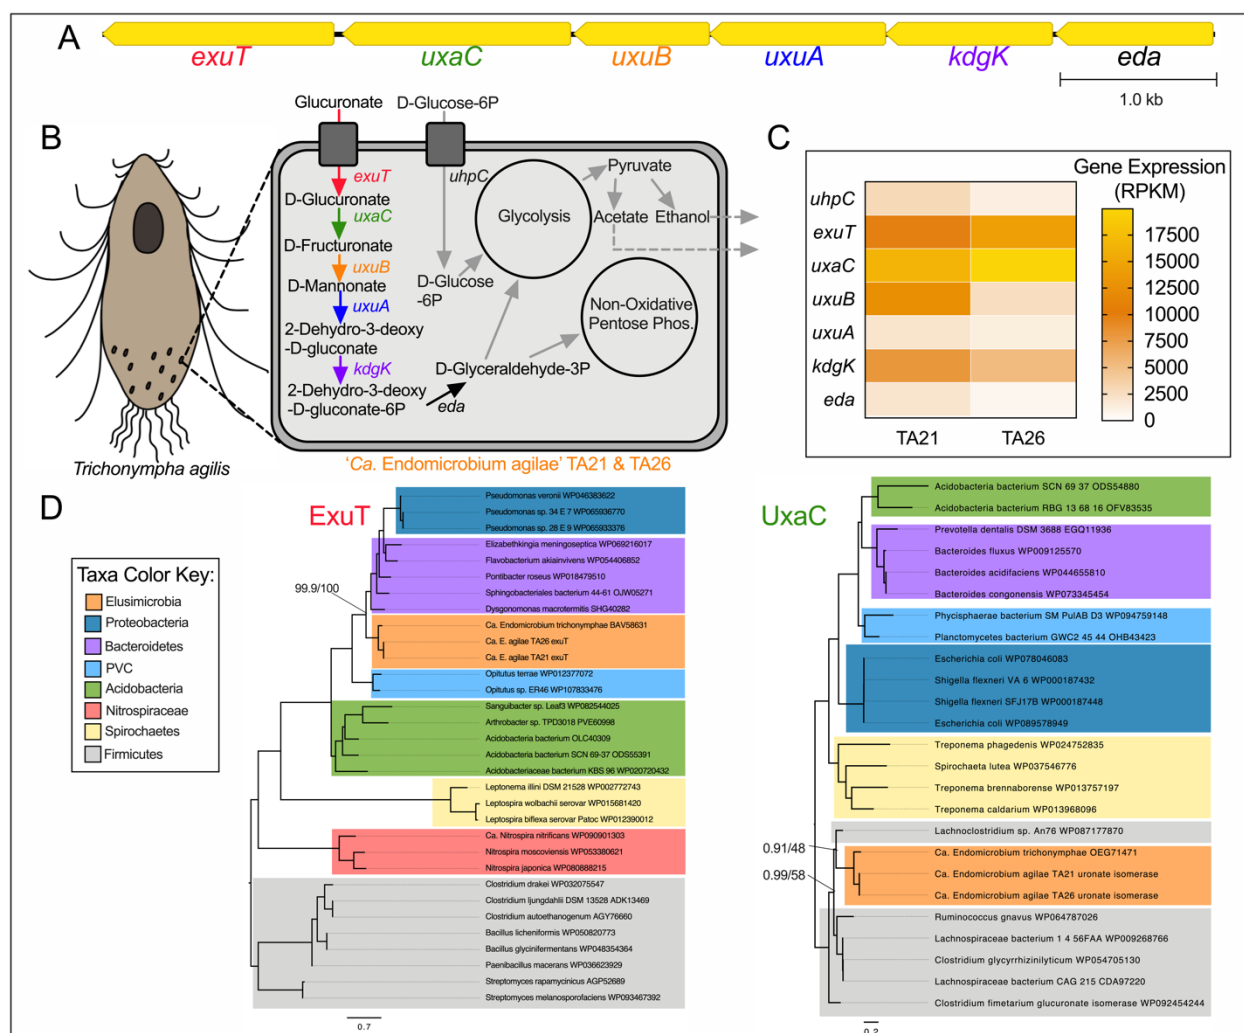 A
exuT
uxaC
uxuB
uxuA
kdgK
eda
1.0 kb
B
Glucuronate
D-Glucose-6P
exuT
uhpC
D-Glucuronate
uxaC
D-Fructuronate
uxuB
D-Mannonate
uxuA
2-Dehydro-3-deoxy
-D-gluconate
kdgK
2-Dehydro-3-deoxy
-D-gluconate-6P
eda
D-Glucose
-6P
Glycolysis
Pyruvate
Acetate
Ethanol
Non-Oxidative
Pentose Phos.
D-Glyceraldehyde-3P
Trichonympha agilis
'Ca. Endomicrobium agilae' TA21 & TA26
C
Gene Expression
(RPKM)
uhpC
exuT
uxaC
uxuB
uxuA
kdgK
eda
TA21
TA26
17500
15000
12500
10000
7500
5000
2500
0
D
Taxa Color Key:
Elusimicrobia
Proteobacteria
Bacteroidetes
PVC
Acidobacteria
Nitrospiraceae
Spirochaetes
Firmicutes
ExuT
99.9/100
Pseudomonas veronii WP046383622
Pseudomonas sp. 34 E 7 WP065936770
Pseudomonas sp. 28 E 9 WP065933376
Elizabethkingia meningoseptica WP069216017
Flavobacterium akiainvivens WP054406852
Pontibacter roseus WP018479510
Sphingobacteriales bacterium 44-61 OJW05271
Dysgonomonas macrotermitis SHG40282
Ca. Endomicrobium trichonymphae BAV58631
Ca. E. agilae TA26 exuT
Ca. E. agilae TA21 exuT
Opitutus terrae WP012377072
Opitutus sp. ER46 WP107833476
Sanguibacter sp. Leaf3 WP082544025
Arthrobacter sp. TPD3018 PVE60998
Acidobacteria bacterium OLC40309
Acidobacteria bacterium SCN 69-37 ODS55391
Acidobacteriaceae bacterium KBS 96 WP020720432
Leptonema illini DSM 21528 WP002772743
Leptospira wolbachii serovar WP015681420
Leptospira biflexa serovar Patoc WP012390012
Ca. Nitrospira nitrificans WP090901303
Nitrospira moscoviensis WP053380621
Nitrospira japonica WP080888215
Clostridium drakei WP032075547
Clostridium ljungdahlii DSM 13528 ADK13469
Clostridium autoethanogenum AGY76660
Bacillus licheniformis WP050820773
Bacillus glycinifermentans WP048354364
Paenibacillus macerans WP036623929
Streptomyces rapamycinicus AGP52689
Streptomyces melanosporofaciens WP093467392
0.7
UxaC
Acidobacteria bacterium SCN 69 37 ODS54880
Acidobacteria bacterium RBG 13 68 16 OFV83535
Prevotella dentalis DSM 3688 EGQ11936
Bacteroides fluxus WP009125570
Bacteroides acidifaciens WP044655810
Bacteroides congonensis WP073345454
Phycisphaerae bacterium SM PulAB D3 WP094759148
Planctomycetes bacterium GWC2 45 44 OHB43423
Escherichia coli WP078046083
Shigella flexneri VA 6 WP000187432
Shigella flexneri SFJ17B WP000187448
Escherichia coli WP089578949
Treponema phagedenis WP024752835
Spirochaeta lutea WP037546776
Treponema brennaborense WP013757197
Treponema caldarium WP013968096
Lachnoclostridium sp. An76 WP087177870
0.91/48
Ca. Endomicrobium trichonymphae OEG71471
0.99/58
Ca. Endomicrobium agilae TA21 uronate isomerase
Ca. Endomicrobium agilae TA26 uronate isomerase
Ruminococcus gnavus WP064787026
Lachnospiraceae bacterium 1 4 56FAA WP009268766
Clostridium glycyrrhizinilyticum WP054705130
Lachnospiraceae bacterium CAG 215 CDA97220
Clostridium fimetarium glucuronate isomerase WP092454244
0.2